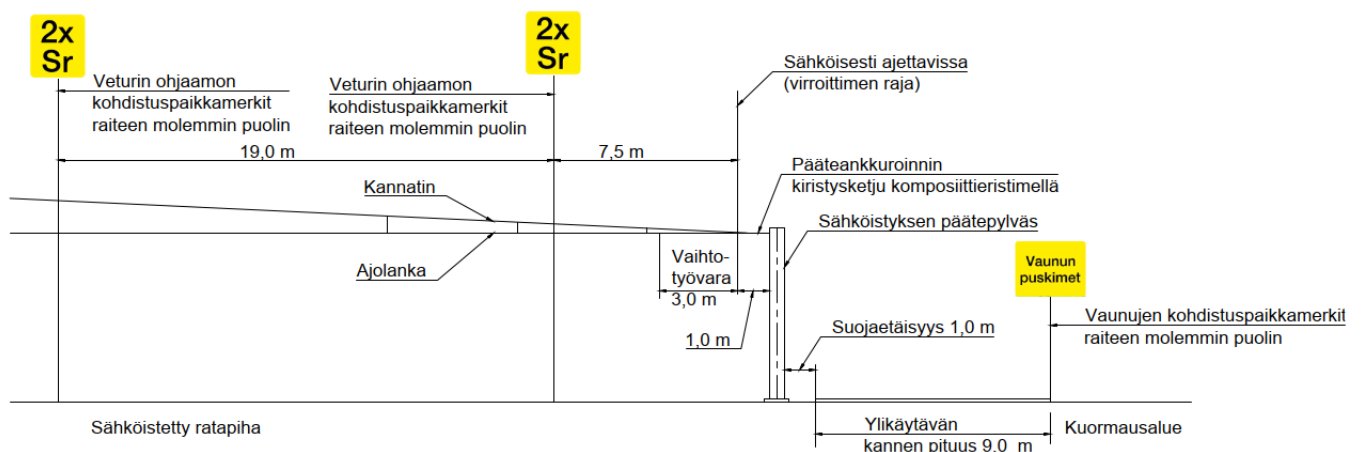 2x
Sr
Veturin ohjaamon
kohdistuspaikkamerkit
raiteen molemmin puolin
2x
Sr
Veturin ohjaamon
kohdistuspaikkamerkit
raiteen molemmin puolin
Sähköisesti ajettavissa
(virroittimen raja)
19,0 m
7,5 m
Kannatin
Ajolanka
Pääteankkuroinnin
kiristysketju komposiittieristimellä
Sähköistyksen päätepylväs
Vaihto-
työvara
3,0 m
1,0 m
Suojaetäisyys 1,0 m
Vaunun
puskimet
Vaunujen kohdistuspaikkamerkit
raiteen molemmin puolin
Sähköistetty ratapiha
Ylikäytävän
kannen pituus 9,0 m
Kuormausalue